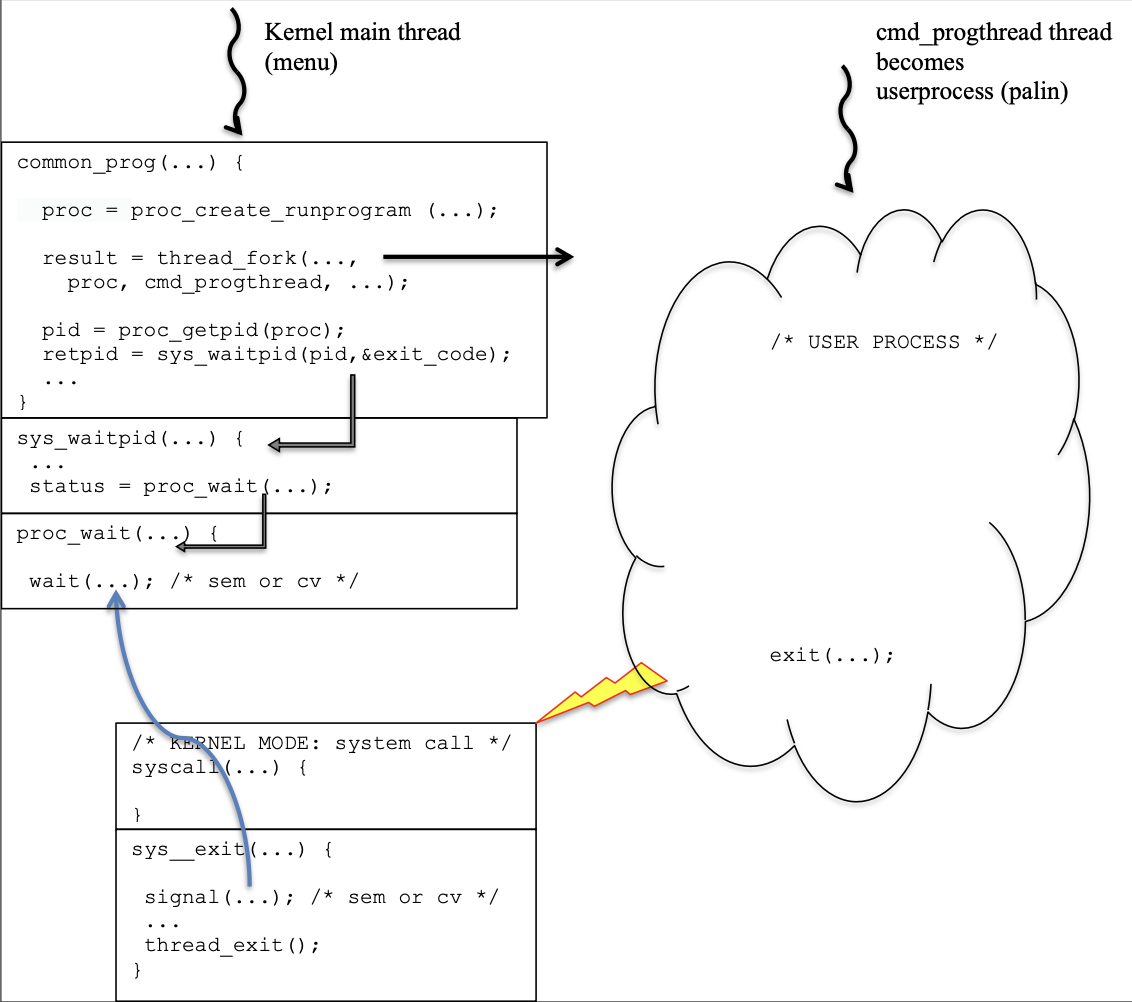 Kernel main thread
(menu)
cmd_progthread thread
becomes
userprocess (palin)
common_prog(...) {
proc = proc_create_runprogram (...);
result = thread_fork(...,
proc, cmd_progthread, ...);
pid = proc_getpid(proc);
retpid = sys_waitpid(pid,&exit_code);
...
}
sys_waitpid(...) {
...
status = proc_wait(...);
proc_wait(...) {
wait(...); /* sem or cv */
/* USER PROCESS */
exit(...);
/* KERNEL MODE: system call */
syscall(...) {
}
sys__exit(...) {
signal(...); /* sem or cv */
...
thread_exit();
}